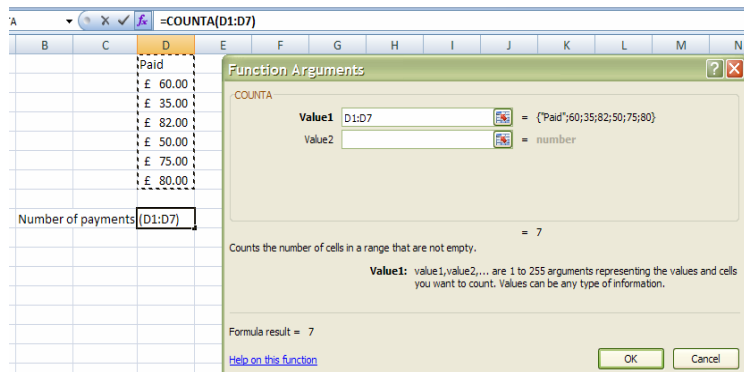 TA =COUNTA(D1:D7)
B C D E F G H I J K L M N
Paid
£ 60.00
£ 35.00
£ 82.00
£ 50.00
£ 75.00
£ 80.00
Number of payments (D1:D7)
Function Arguments
COUNTA
Value1 D1:D7 = {"Paid";60;35;82;50;75;80}
Value2 = number
= 7
Counts the number of cells in a range that are not empty.
Value1: value1,value2,... are 1 to 255 arguments representing the values and cells
you want to count. Values can be any type of information.
Formula result = 7
Help on this function OK Cancel